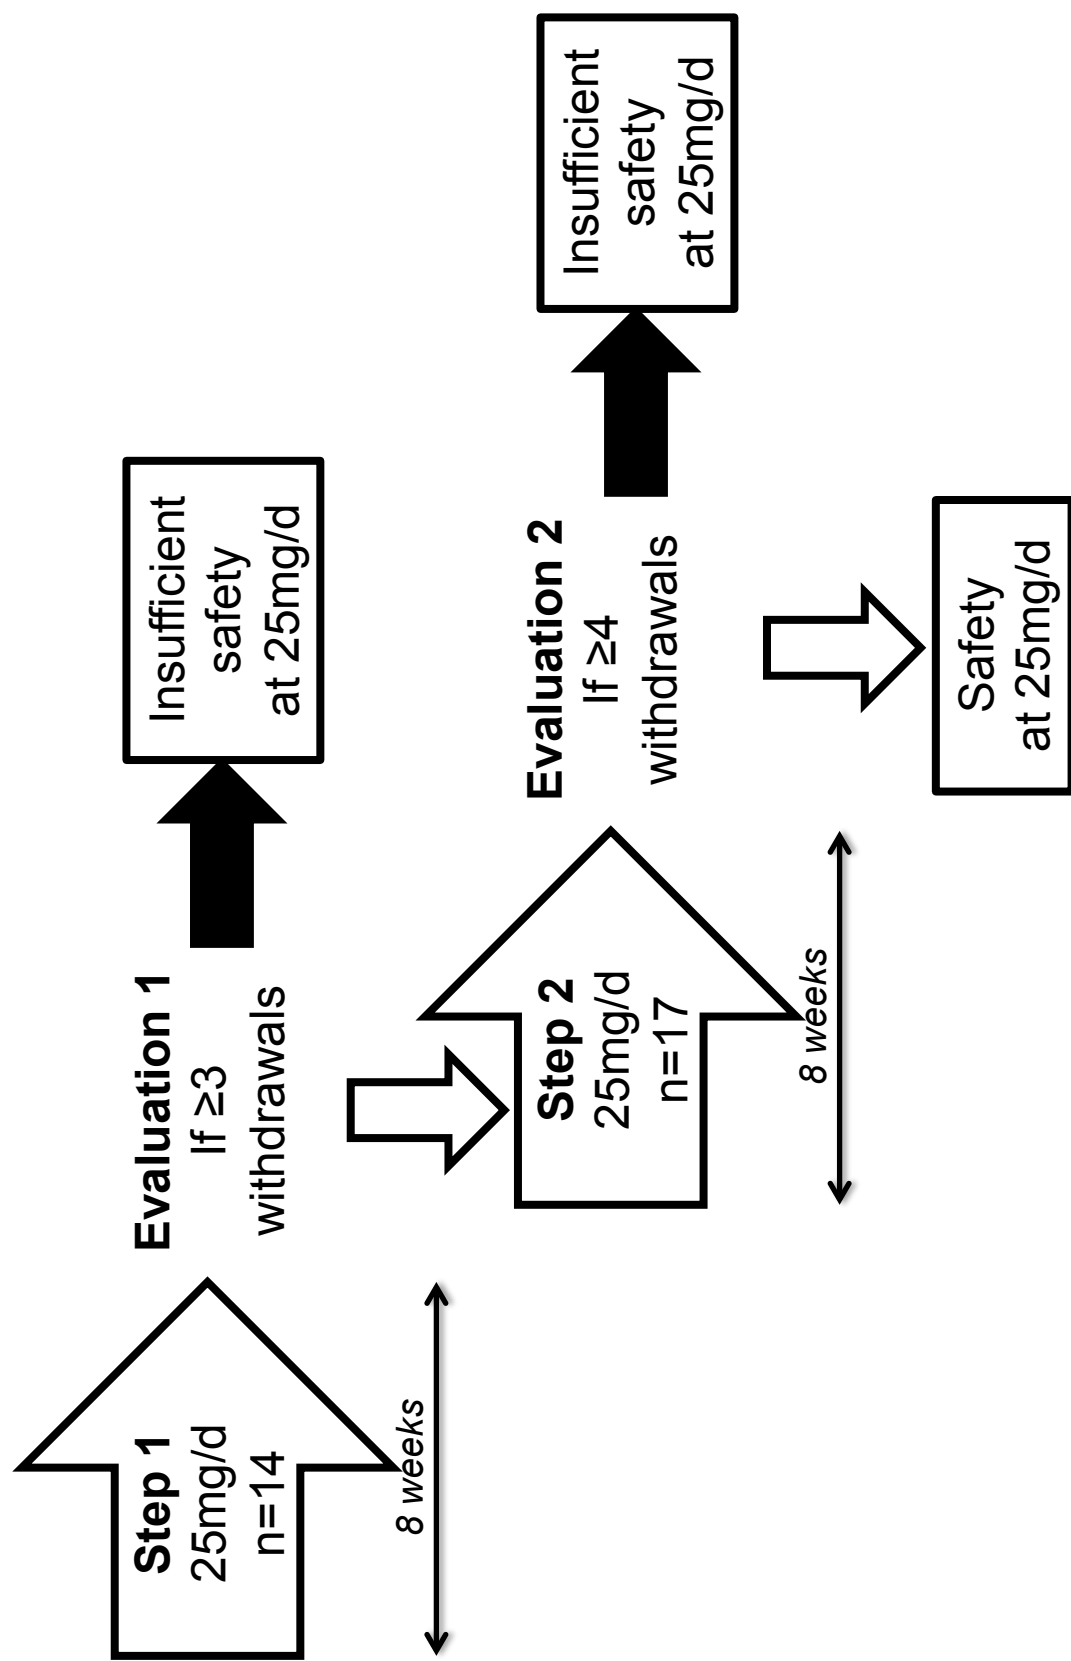 Step 1
25mg/d
n=14
8 weeks
Evaluation 1
If ≥3
withdrawals
Insufficient
safety
at 25mg/d
Step 2
25mg/d
n=17
8 weeks
Evaluation 2
If ≥4
withdrawals
Insufficient
safety
at 25mg/d
Safety
at 25mg/d